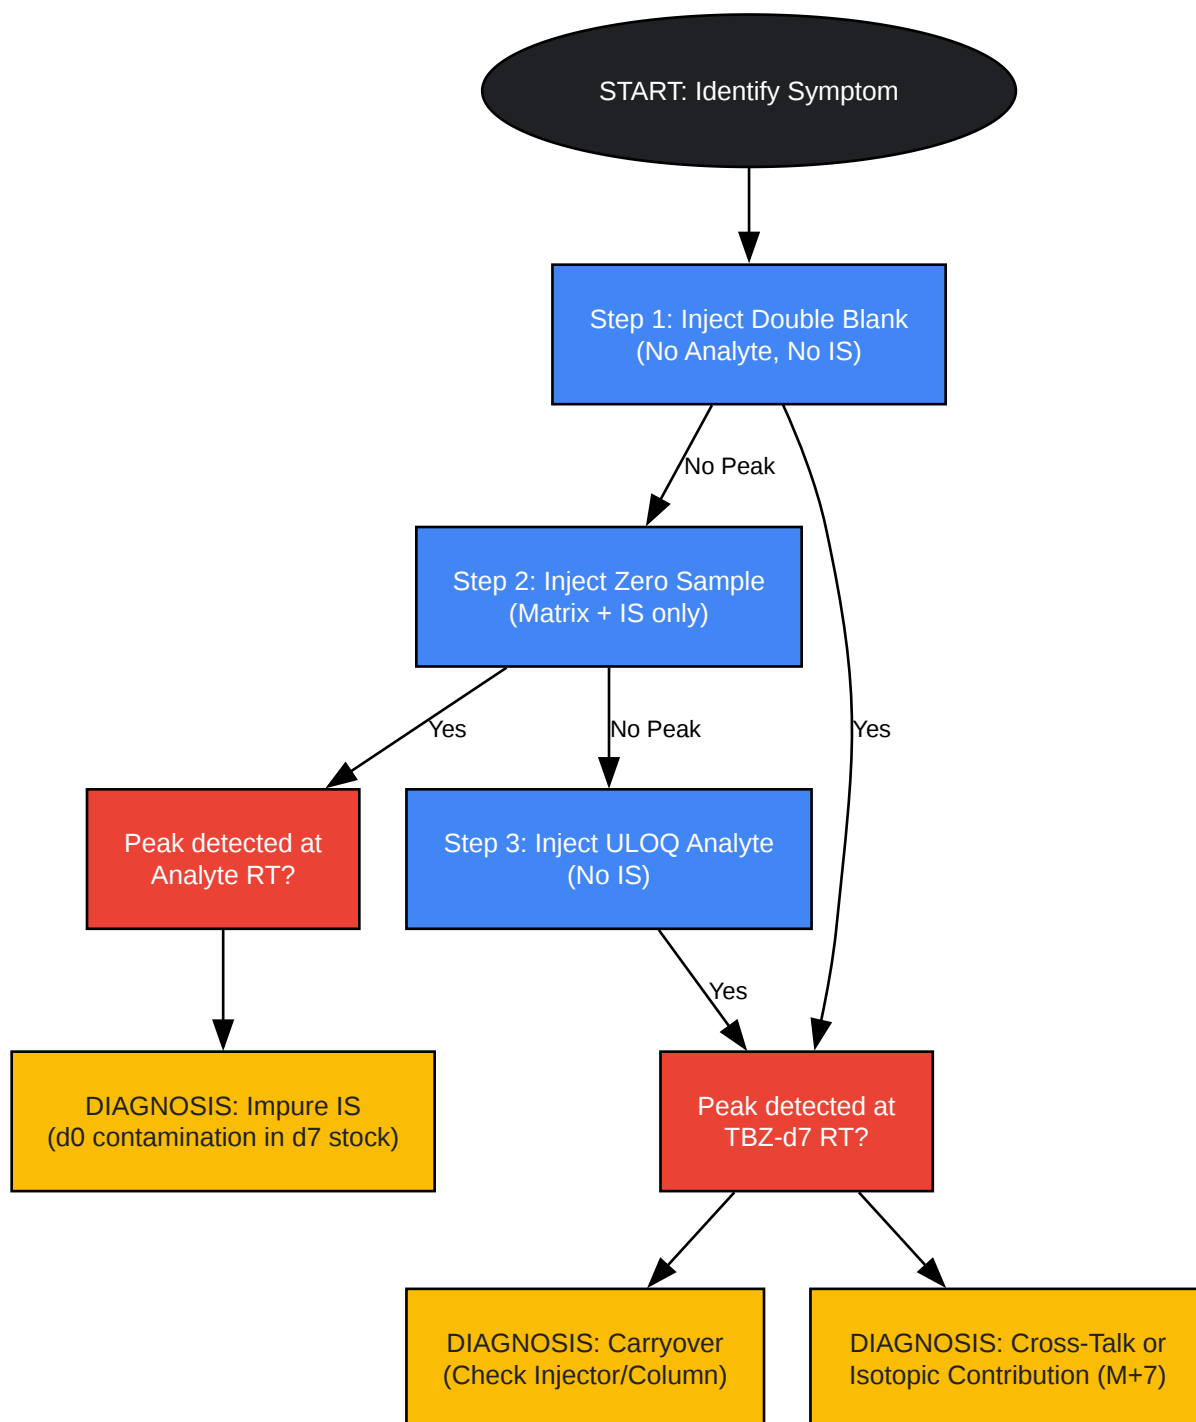 START: Identify Symptom
Step 1: Inject Double Blank
(No Analyte, No IS)
No Peak
Step 2: Inject Zero Sample
(Matrix + IS only)
Yes
No Peak
Yes
Peak detected at
Analyte RT?
Step 3: Inject ULOQ Analyte
(No IS)
Yes
DIAGNOSIS: Impure IS
(d0 contamination in d7 stock)
Peak detected at
TBZ-d7 RT?
DIAGNOSIS: Carryover
(Check Injector/Column)
DIAGNOSIS: Cross-Talk or
Isotopic Contribution (M+7)